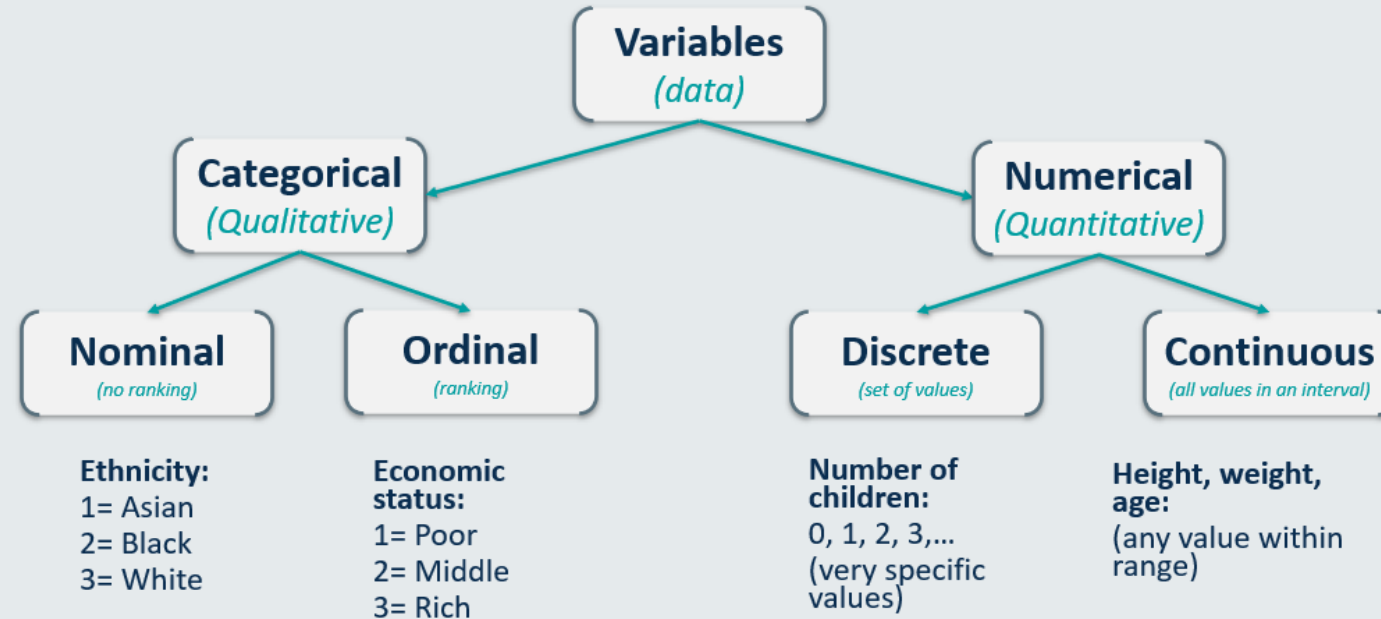 Variables
(data)
Categorical
(Qualitative)
Numerical
(Quantitative)
Nominal
(no ranking)
Ordinal
(ranking)
Discrete
(set of values)
Continuous
(all values in an interval)
Ethnicity:
1= Asian
2= Black
3= White
Economic
status:
1= Poor
2= Middle
3= Rich
Number of
children:
0, 1, 2, 3,...
(very specific
values)
Height, weight,
age:
(any value within
range)